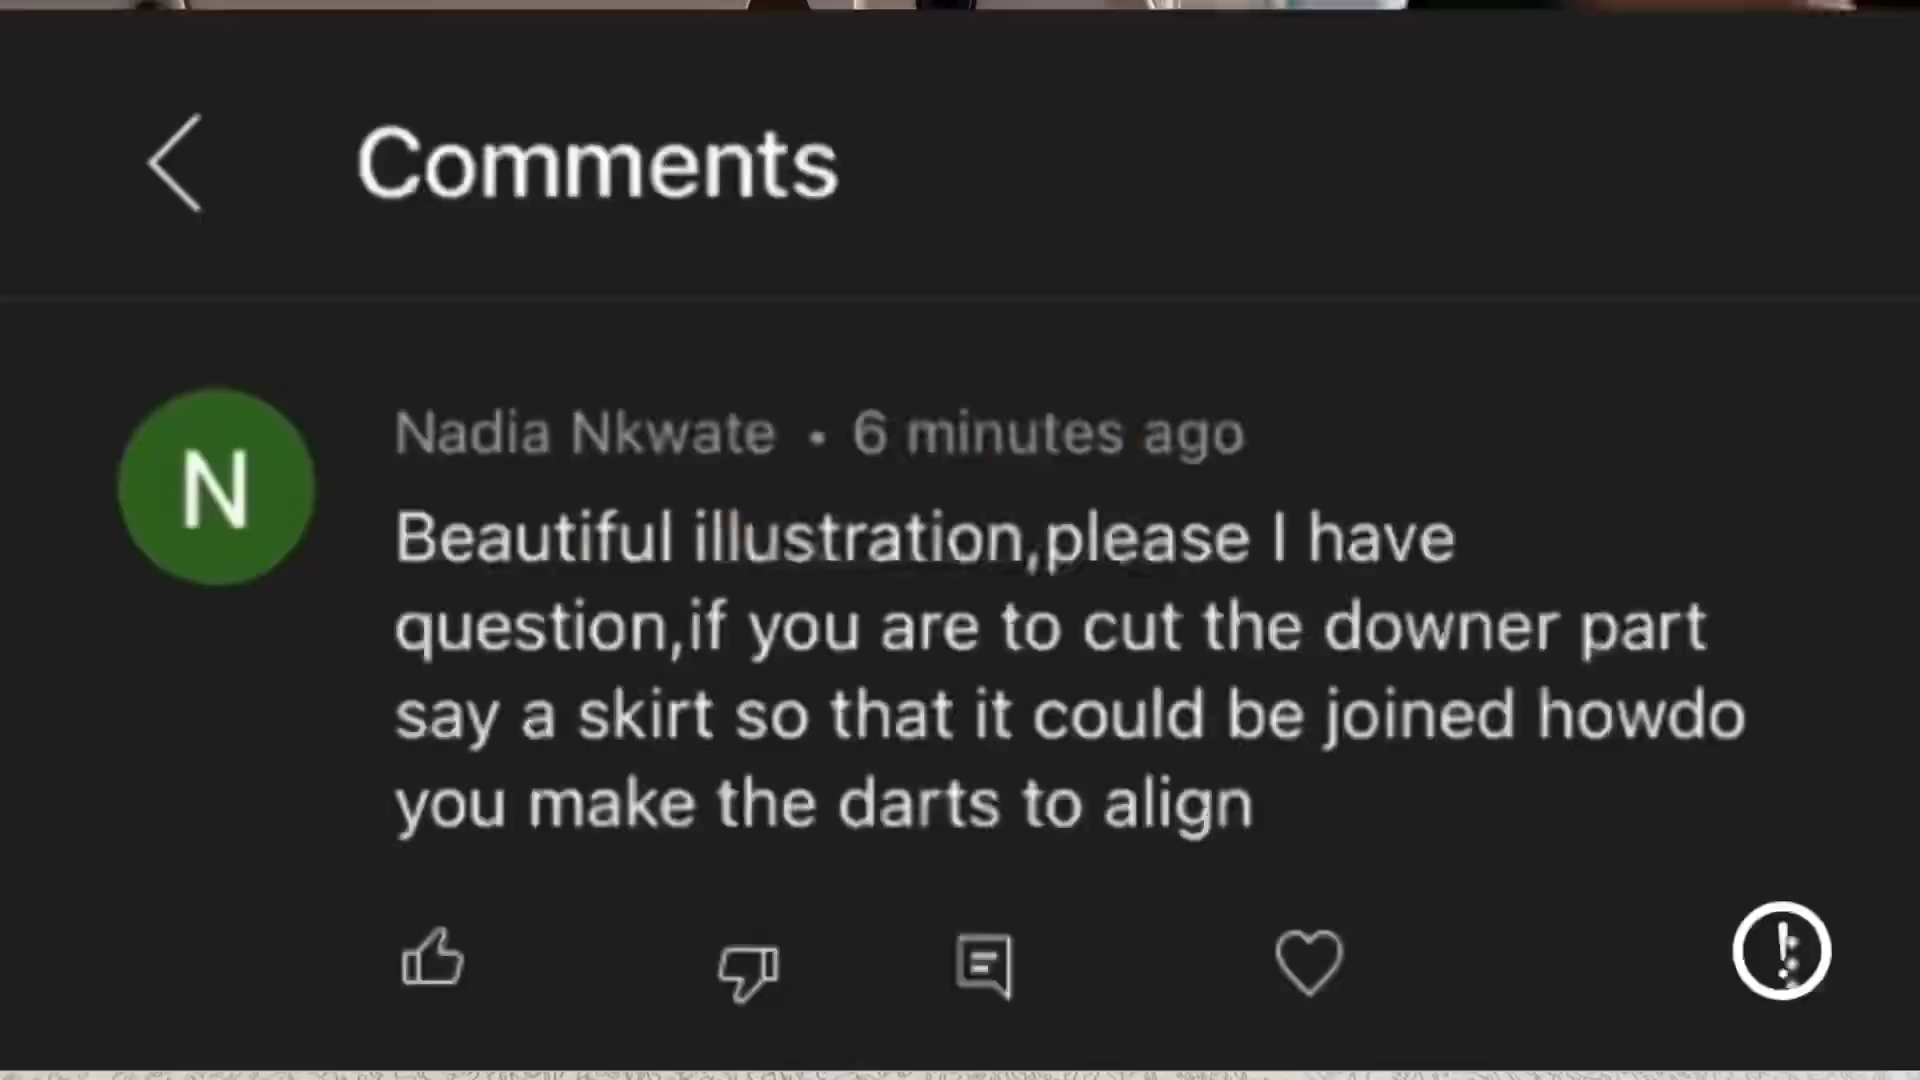 Comments
N
Nadia Nkwate • 6 minutes ago
Beautiful illustration,please I have
question,if you are to cut the downer part
say a skirt so that it could be joined howdo
you make the darts to align